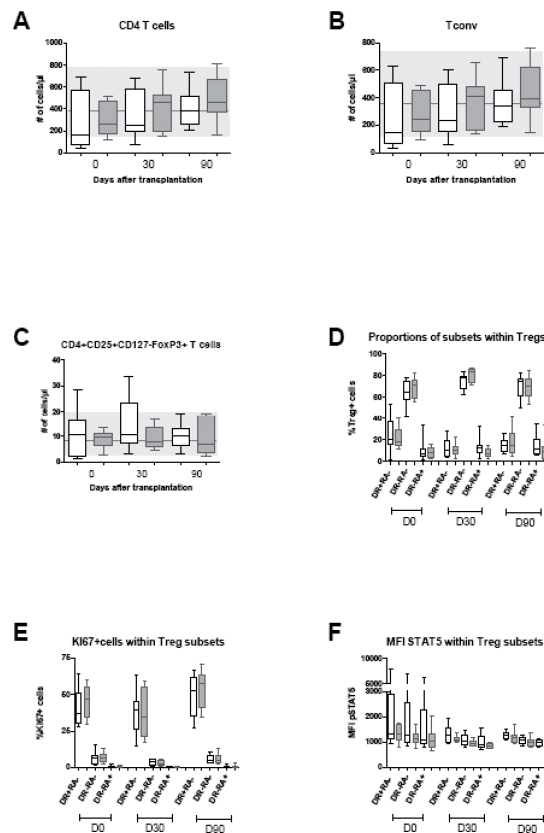 A
CD4 T cells
# of cells/µl
1000
800
600
400
200
0
0
30
90
Days after transplantation
B
Tconv
# of cells/µl
800
600
400
200
0
0
30
90
Days after transplantation
C
CD4+CD25+CD127-FoxP3+ T cells
# of cells/µl
40
30
20
10
0
0
30
90
Days after transplantation
D
Proportions of subsets within Tregs
%Treg+ cells
100
80
60
40
20
0
DR+RA-
DR-RA-
DR-RA+
DR+RA-
DR-RA-
DR-RA+
DR+RA-
DR-RA-
DR-RA+
D0
D30
D90
E
KI67+cells within Treg subsets
%KI67+ cells
75
50
25
0
DR+RA-
DR-RA-
DR-RA+
DR+RA-
DR-RA-
DR-RA+
DR+RA-
DR-RA-
DR-RA+
D0
D30
D90
F
MFI STAT5 within Treg subsets
MFI pSTAT5
10000
5000
3000
2000
1000
0
DR+RA-
DR-RA-
DR-RA+
DR+RA-
DR-RA-
DR-RA+
DR+RA-
DR-RA-
DR-RA+
D0
D30
D90